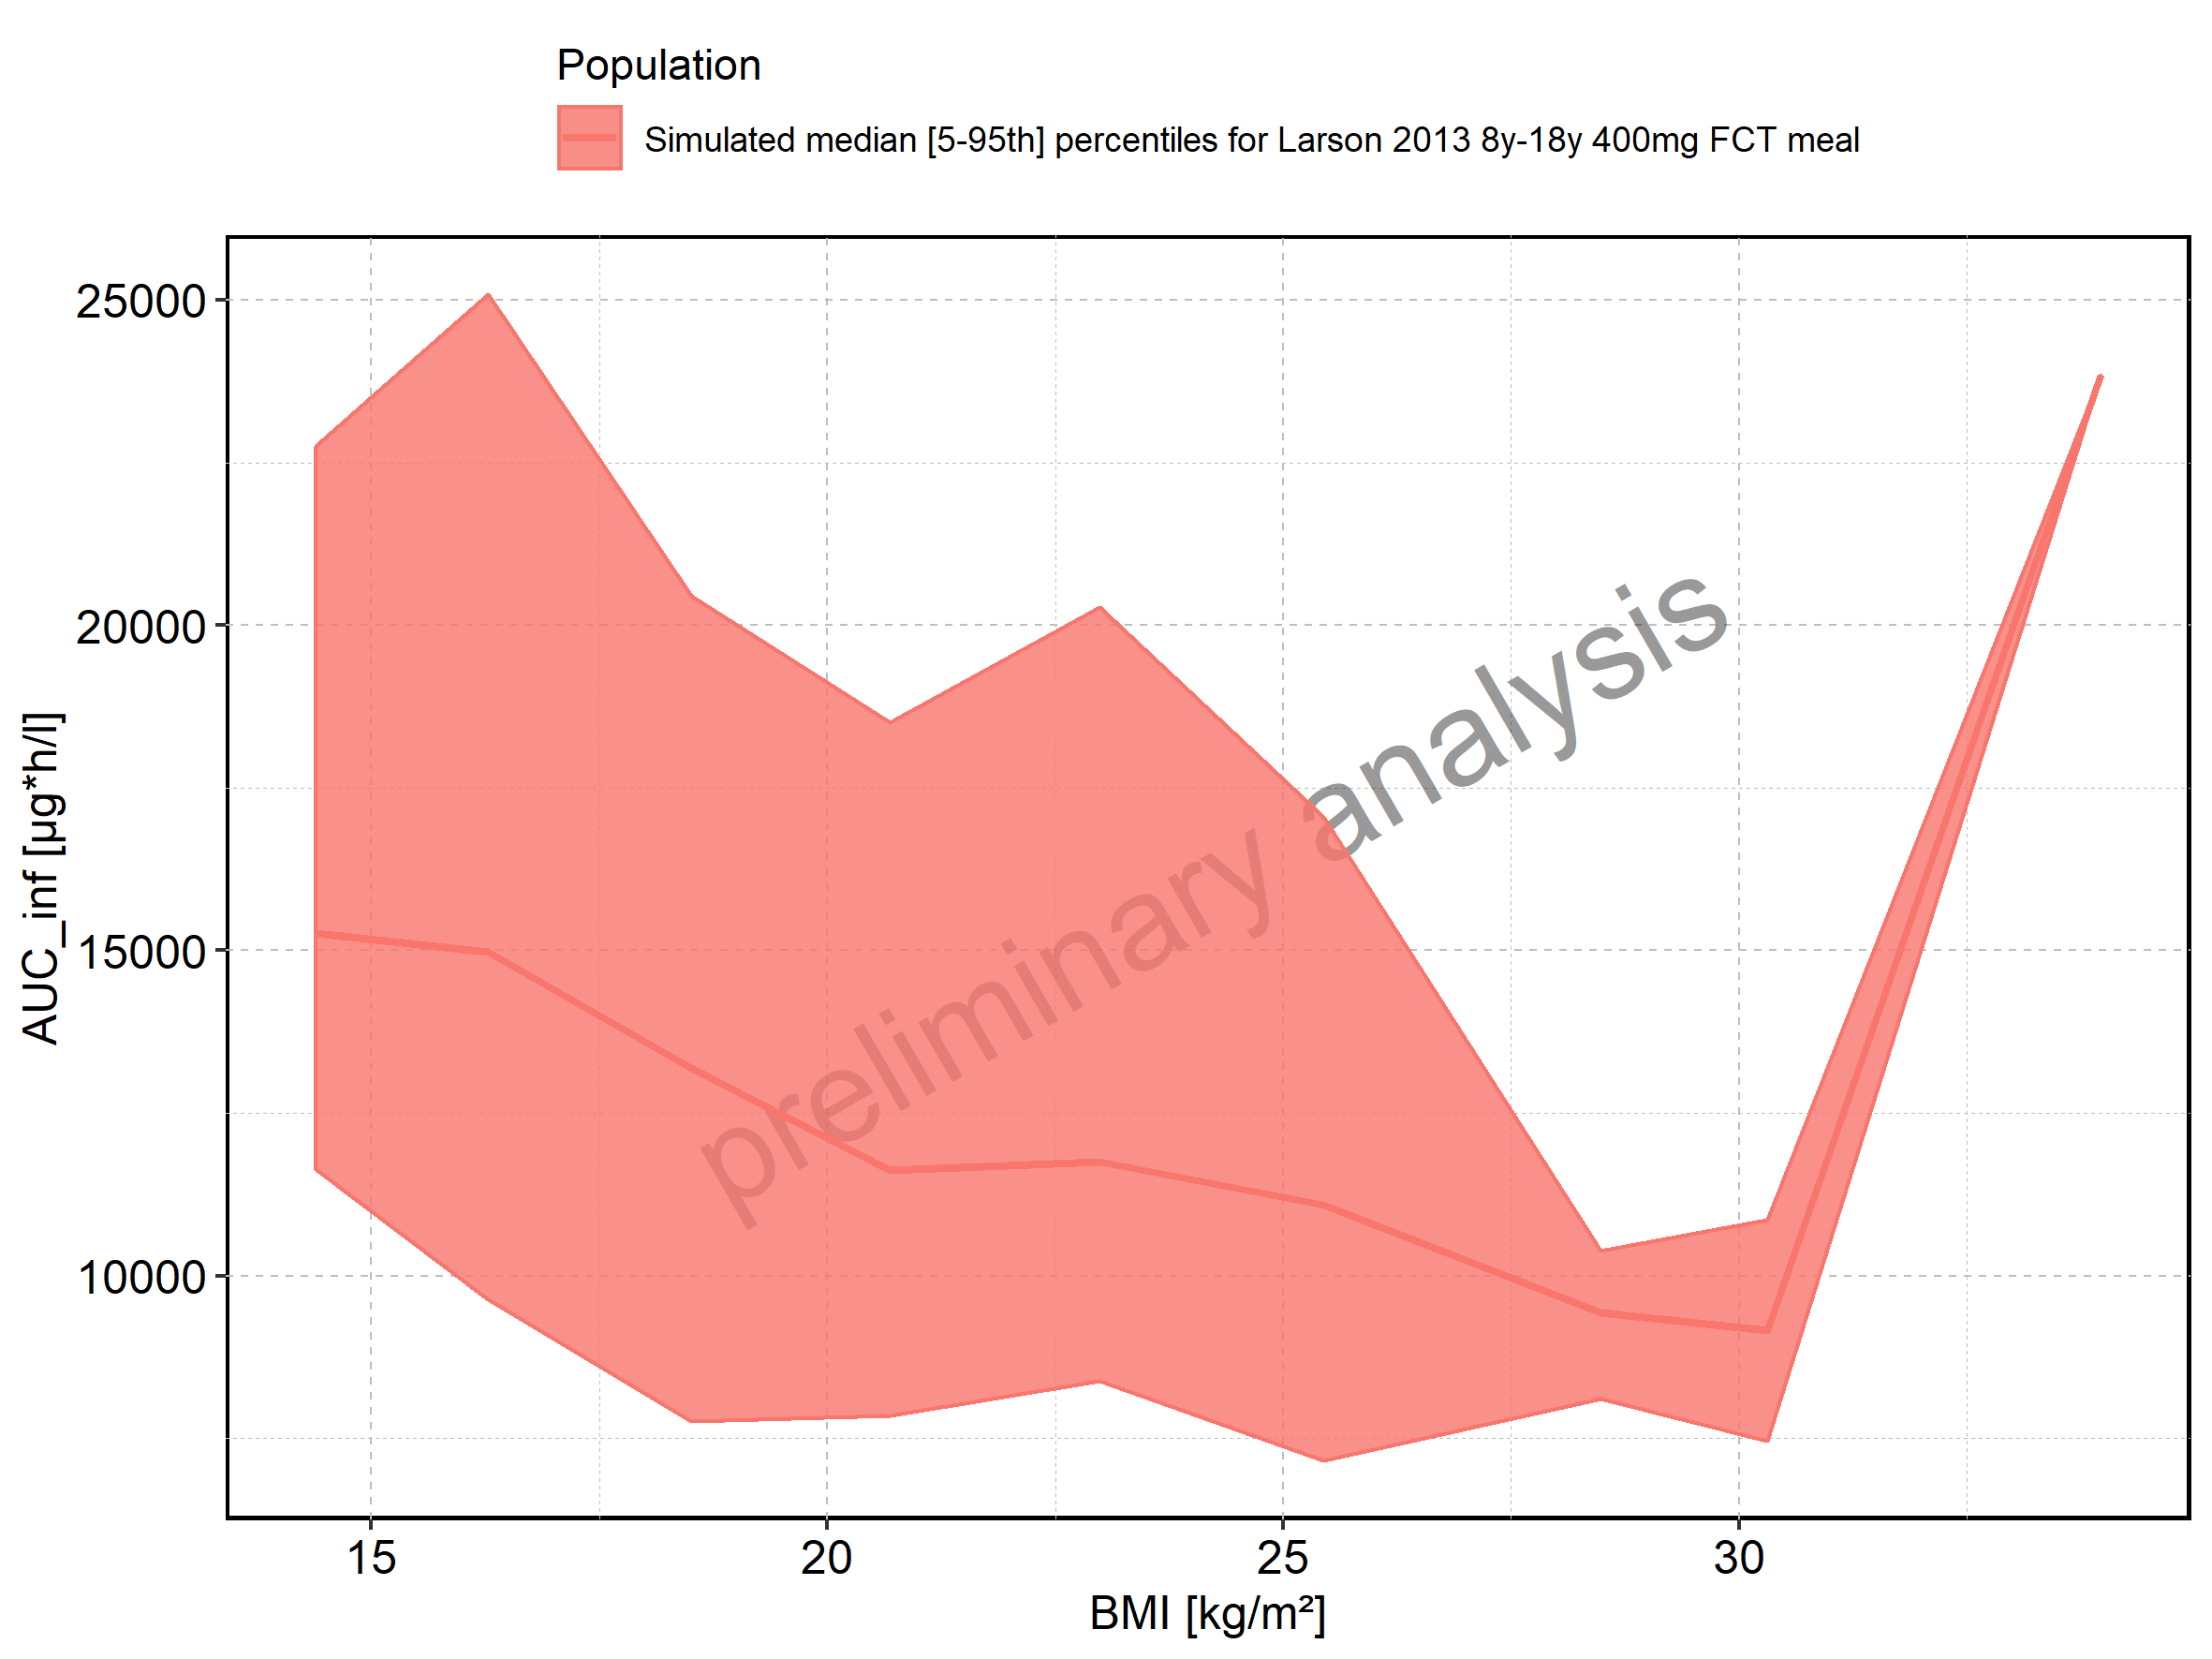 Population
Simulated median [5-95th] percentiles for Larson 2013 8y-18y 400mg FCT meal
25000
20000
15000
10000
AUC_inf [µg*h/l]
preliminary analysis
15 20 25 30
BMI [kg/m²]